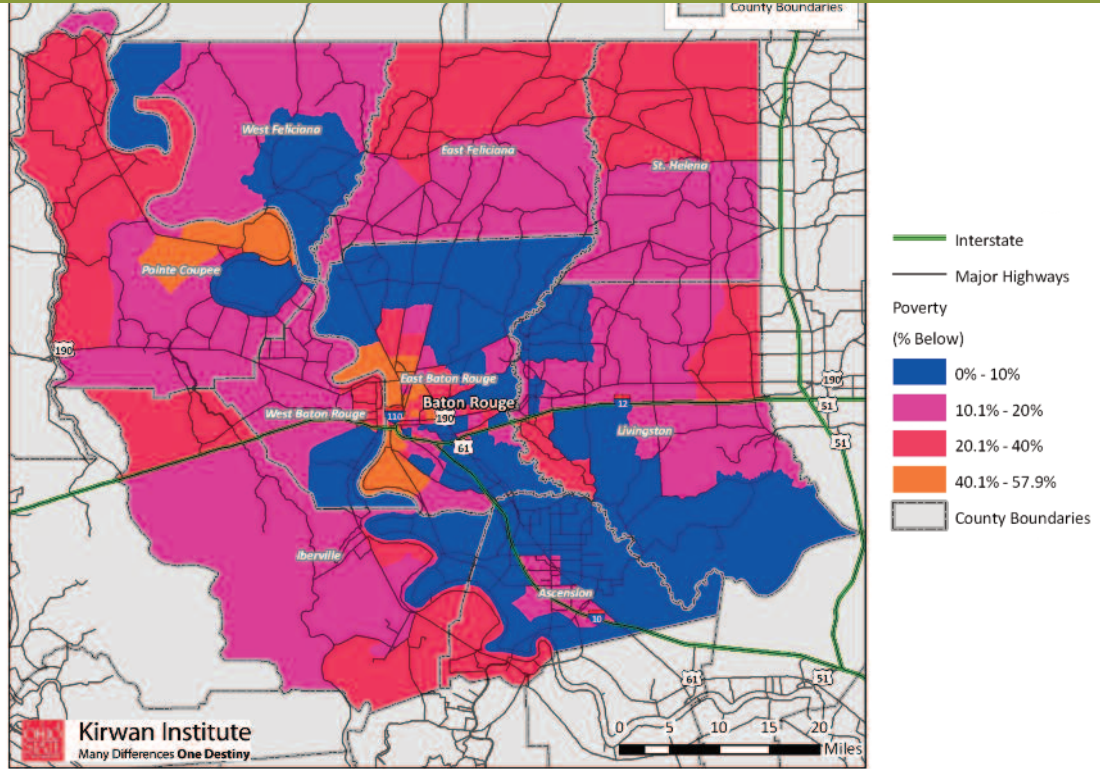 County Boundaries
West Feliciana
East Feliciana
St. Helena
Pointe Coupee
190
East Baton Rouge
Baton Rouge
West Baton Rouge
110
190
61
12
Livingston
190
51
51
Iberville
Ascension
10
61
51
Interstate
Major Highways
Poverty
(% Below)
0% - 10%
10.1% - 20%
20.1% - 40%
40.1% - 57.9%
County Boundaries
Kirwan Institute
Many Differences One Destiny
0 5 10 15 20
Miles